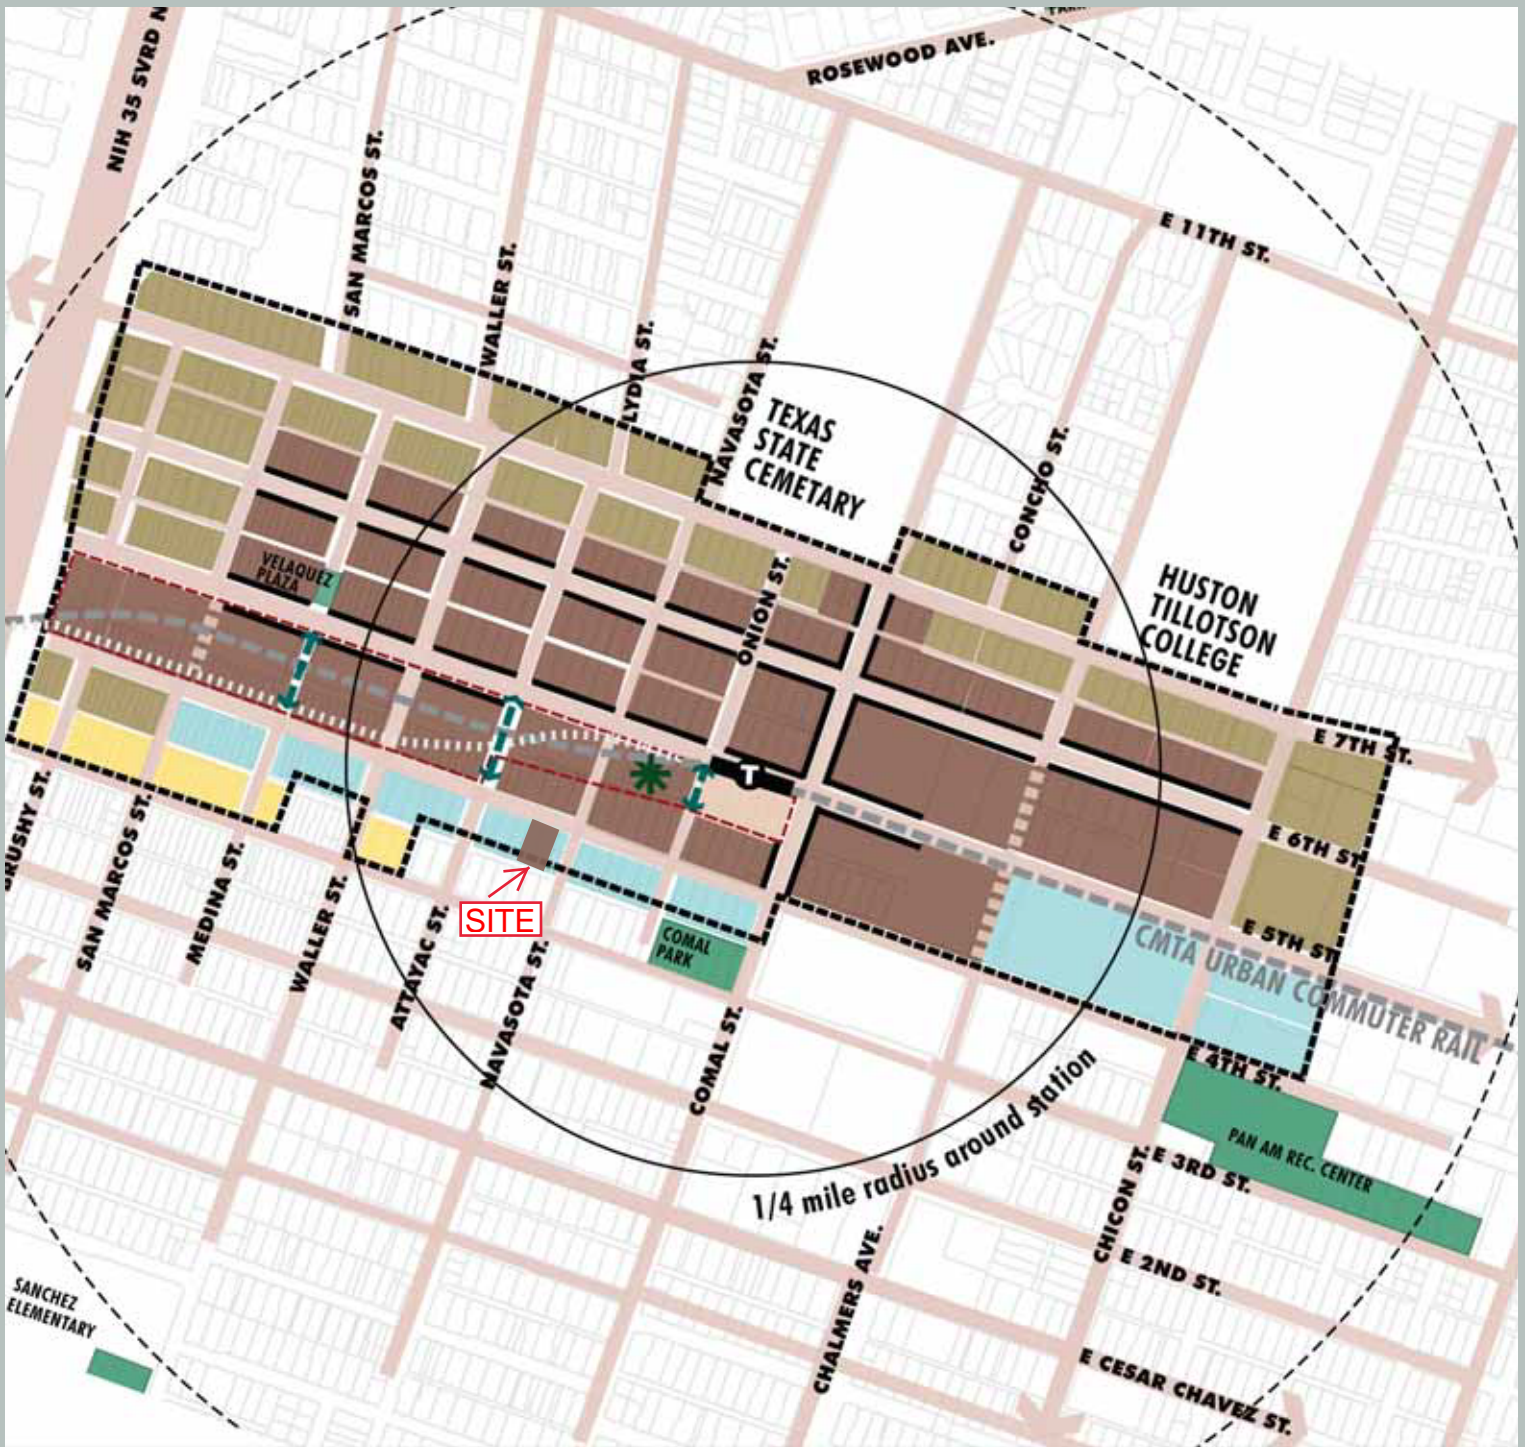 NIH 35 SVRD N
ROSEWOOD AVE.
SAN MARCOS ST.
WALLER ST.
LYDIA ST.
NAVASOTA ST.
E 11TH ST.
TEXAS
STATE
CEMETARY
CONCHO ST.
HUSTON
TILLOTSON
COLLEGE
VELAQUEZ
PLAZA
ONION ST.
E 7TH ST.
T
E 6TH ST.
E 5TH ST.
CMTA URBAN COMMUTER RAIL
BRUSHY ST.
SAN MARCOS ST.
MEDINA ST.
WALLER ST.
ATTAYAC ST.
NAVASOTA ST.
SITE
COMAL
PARK
COMAL ST.
E 4TH ST.
PAN AM REC. CENTER
E 3RD ST.
1/4 mile radius around station
CHICON ST.
E 2ND ST.
CHALMERS AVE.
SANCHEZ
ELEMENTARY
E CESAR CHAVEZ ST.